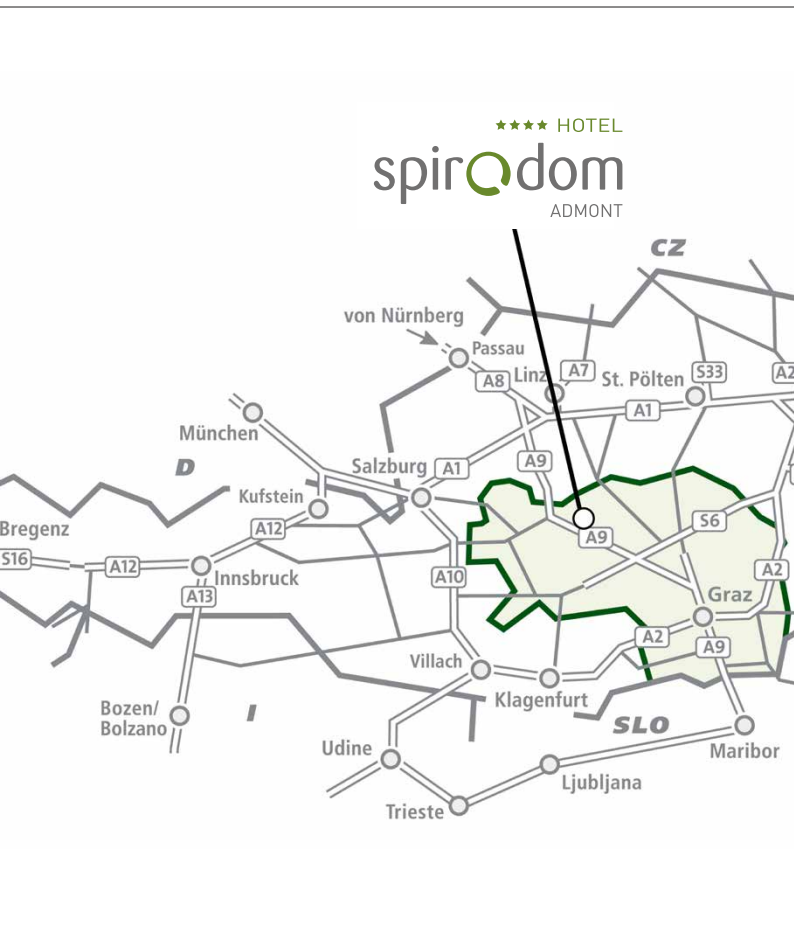 ★★★★ HOTEL
spirodom
ADMONT
CZ
von Nürnberg
Passau
A8
Linz
A7
St. Pölten
S33
A2
A1
München
D
Salzburg
A1
A9
Kufstein
A12
Bregenz
S16
A12
Innsbruck
A13
A10
A9
S6
A2
Graz
A2
A9
Villach
Klagenfurt
Bozen/
Bolzano
I
SLO
Udine
Maribor
Ljubljana
Trieste